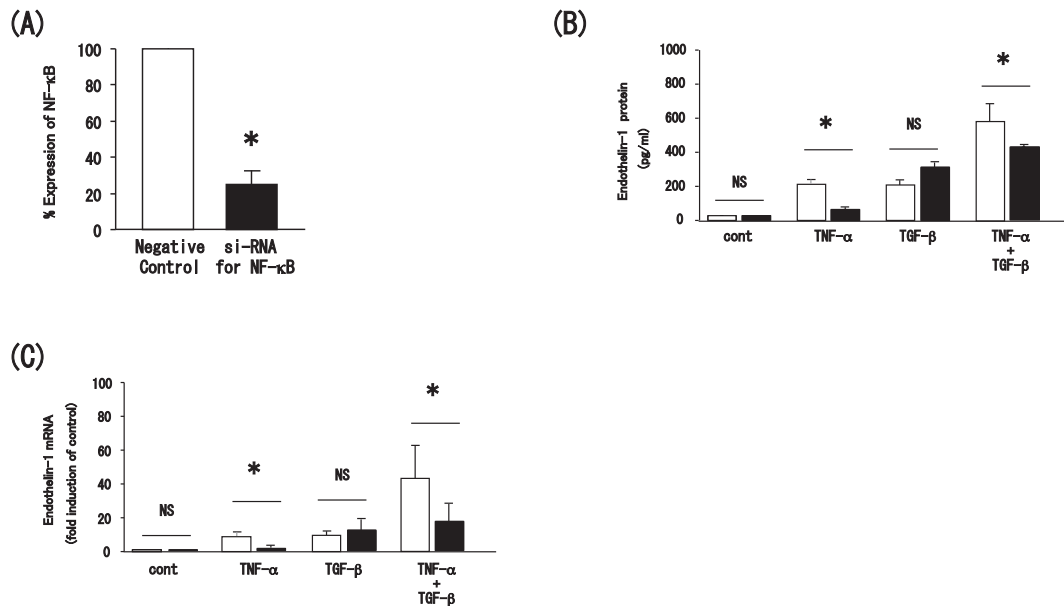 (A)
% Expression of NF-κB
100
80
60
40
20
0
*
Negative
Control
si-RNA
for NF-κB
(B)
Endothelin-1 protein
(pg/ml)
1000
800
600
400
200
0
NS
*
NS
*
cont
TNF-α
TGF-β
TNF-α
+
TGF-β
(C)
Endothelin-1 mRNA
(fold induction of control)
100
80
60
40
20
0
NS
*
NS
*
cont
TNF-α
TGF-β
TNF-α
+
TGF-β